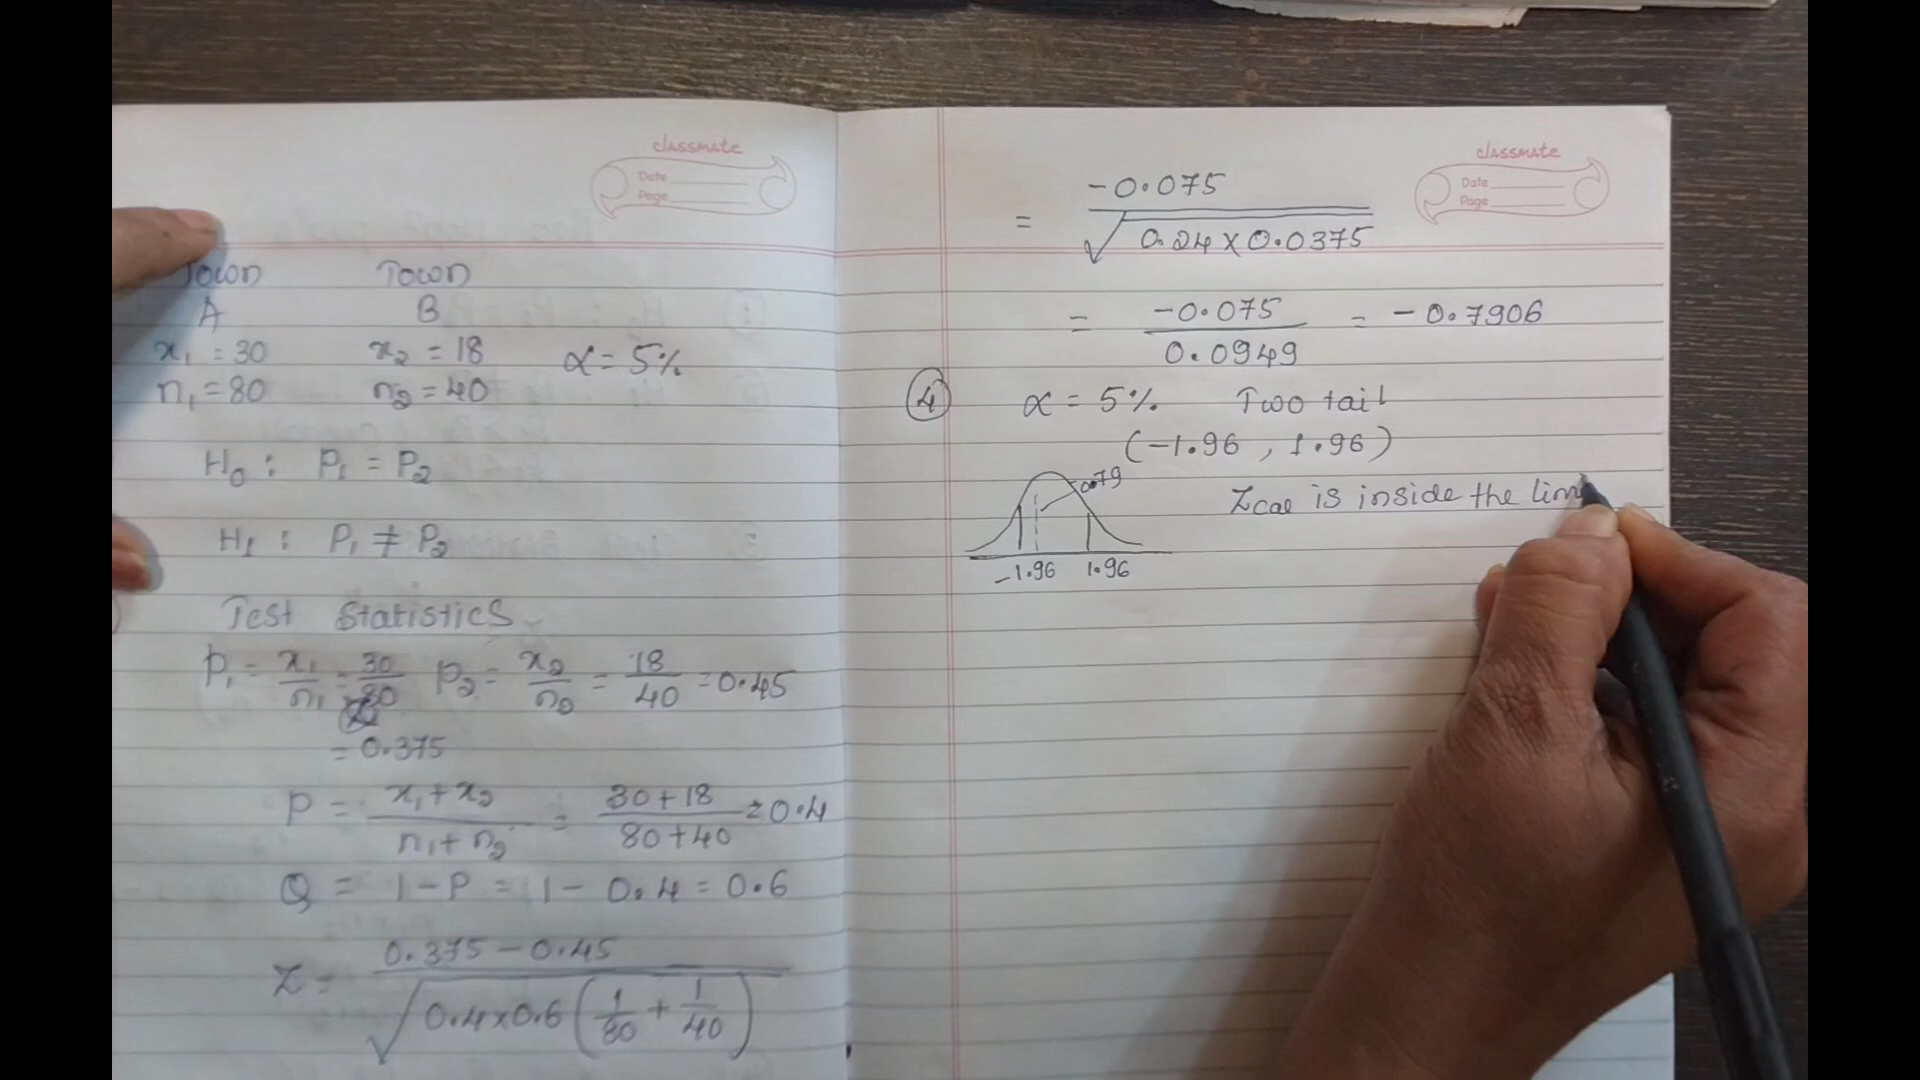 classmate
Date
Page
Town Town
A B
x₁ = 30 x₂ = 18 α = 5%
n₁ = 80 n₂ = 40
H₀ : P₁ = P₂
H₁ : P₁ ≠ P₂
Test Statistics
P₁ = x₁/n₁ = 30/80 P₂ = x₂/n₂ = 18/40 = 0.45
= 0.375
P = (x₁ + x₂)/(n₁ + n₂) = (30 + 18)/(80 + 40) = 0.4
Q = 1 - P = 1 - 0.4 = 0.6
Z = (0.375 - 0.45)/√(0.4 x 0.6 (1/80 + 1/40))
classmate
Date
Page
= -0.075/√(0.24 x 0.0375)
= -0.075/0.0949 = -0.7906
④ α = 5% Two tail
(-1.96 , 1.96)
Zcal is inside the lim
-1.96 1.96